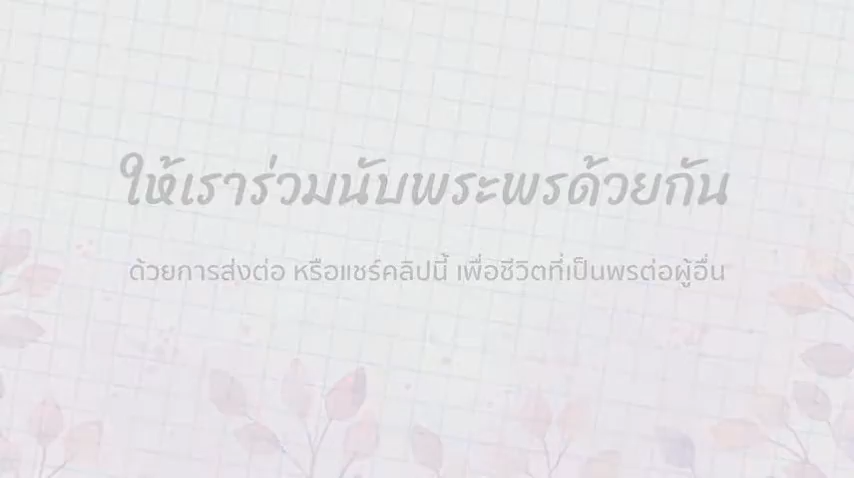 ให้เราร่วมนับพระพรด้วยกัน
ด้วยการส่งต่อ หรือแชร์คลิปนี้ เพื่อชีวิตที่เป็นพรต่อผู้อื่น